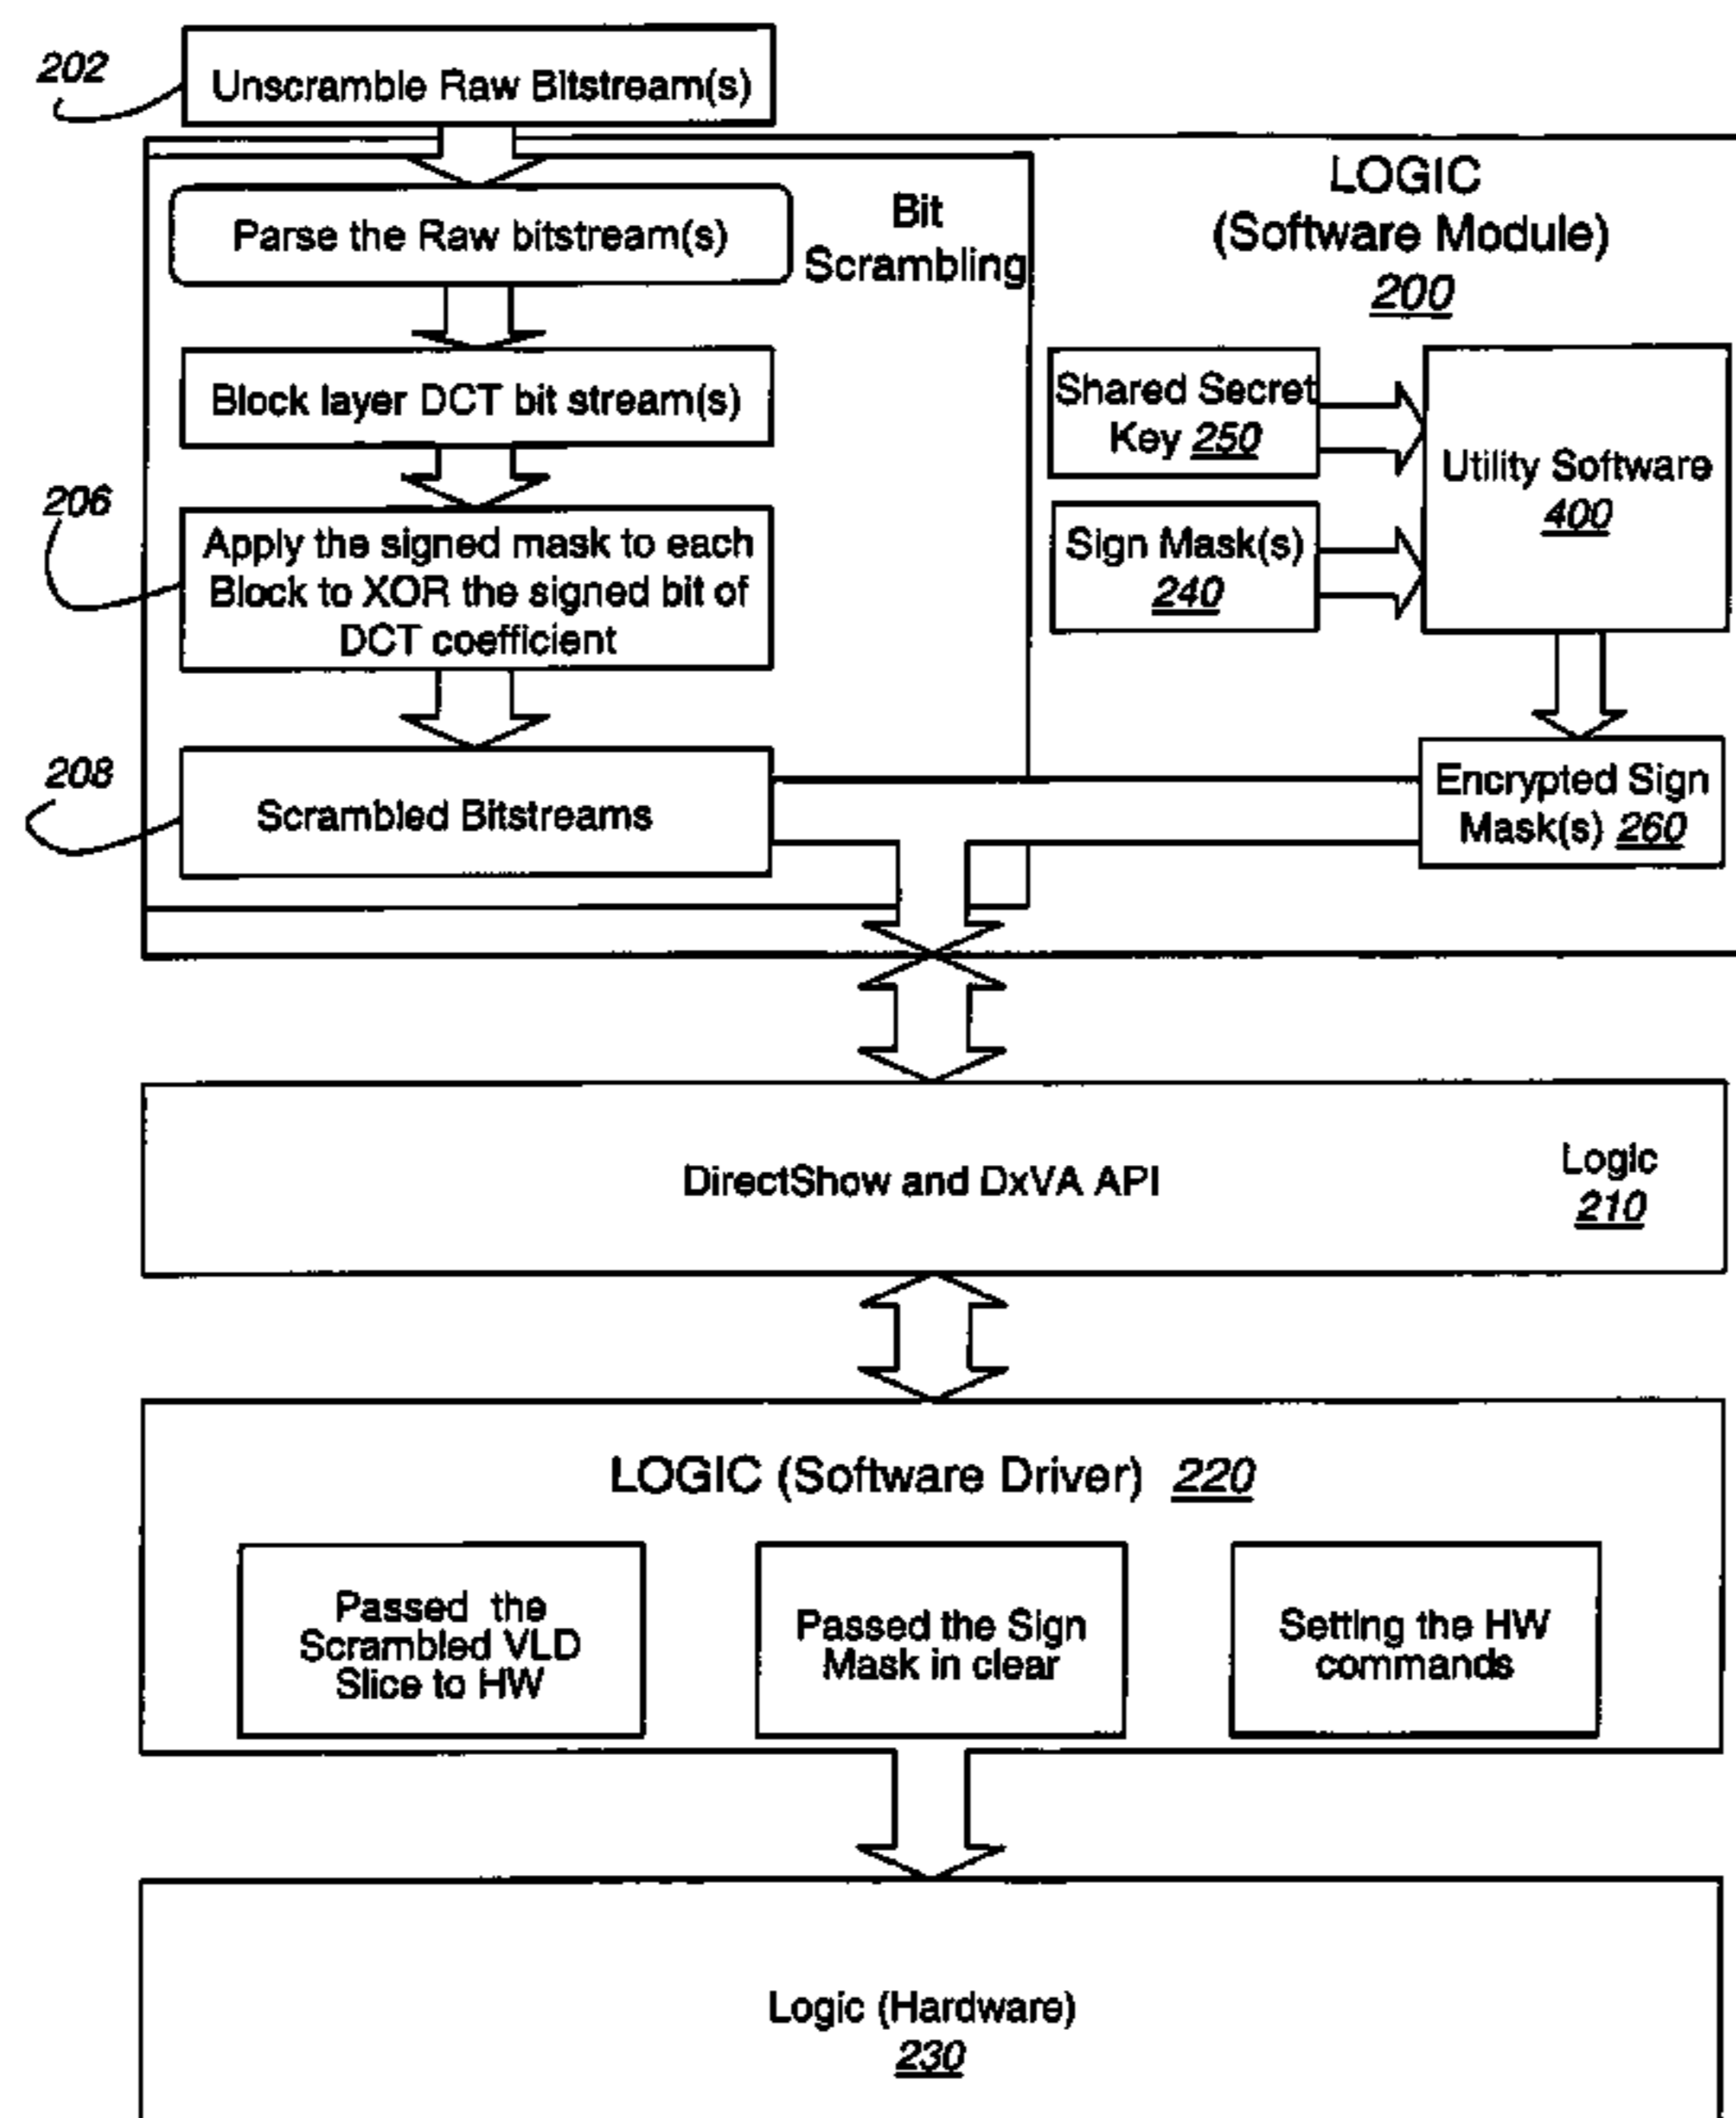 202
Unscramble Raw Bitstream(s)
Parse the Raw bitstream(s)
Bit
Scrambling
LOGIC
(Software Module)
200
Block layer DCT bit stream(s)
Shared Secret
Key 250
Utility Software
400
206
Apply the signed mask to each
Block to XOR the signed bit of
DCT coefficient
Sign Mask(s)
240
208
Scrambled Bitstreams
Encrypted Sign
Mask(s) 260
DirectShow and DxVA API
Logic
210
LOGIC (Software Driver) 220
Passed the
Scrambled VLD
Slice to HW
Passed the Sign
Mask in clear
Setting the HW
commands
Logic (Hardware)
230